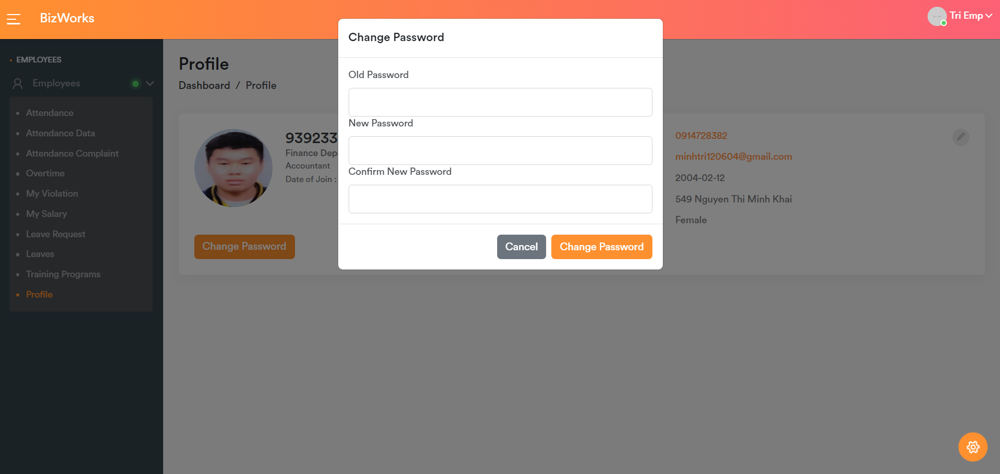 BizWorks
Tri Emp
EMPLOYEES
Employees
Attendance
Attendance Data
Attendance Complaint
Overtime
My Violation
My Salary
Leave Request
Leaves
Training Programs
Profile
Profile
Dashboard / Profile
939233
Finance Dep
Accountant
Date of Join :
Change Password
Change Password
Old Password
New Password
Confirm New Password
Cancel
Change Password
0914728382
minhtri120604@gmail.com
2004-02-12
549 Nguyen Thi Minh Khai
Female